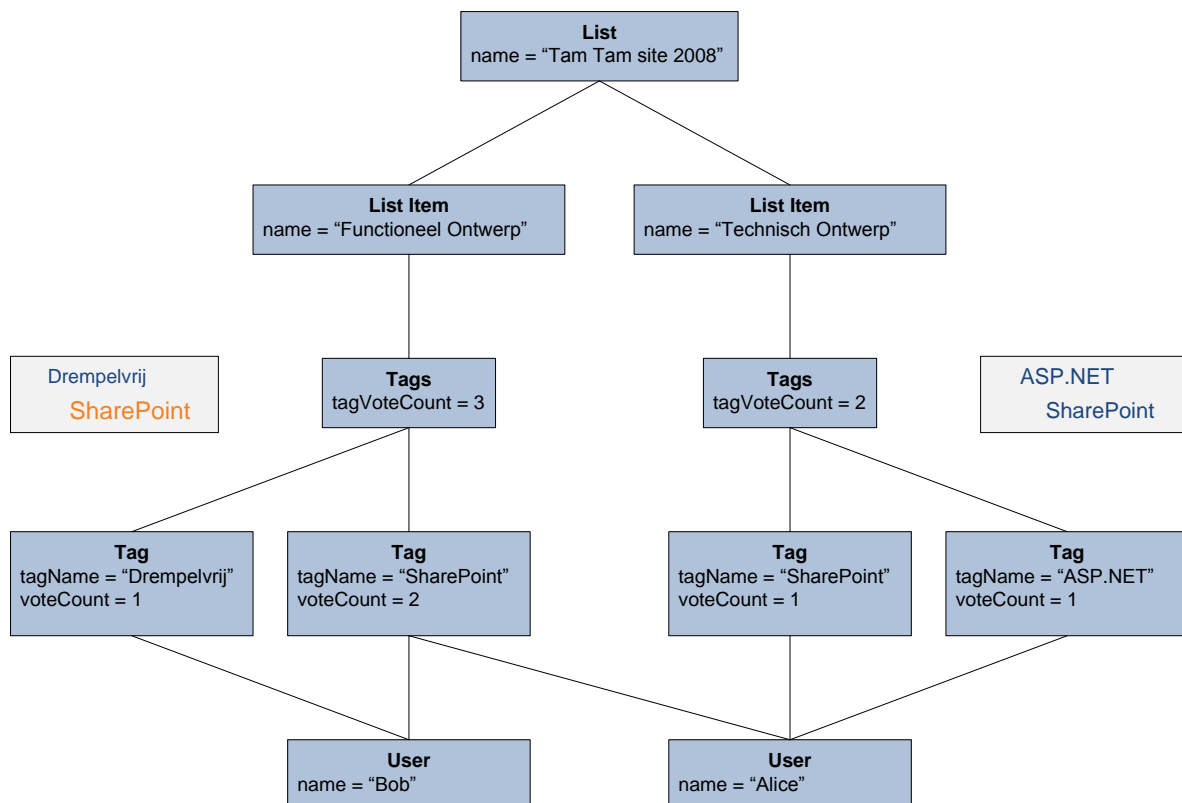 List
name = “Tam Tam site 2008”
List Item
name = “Functioneel Ontwerp”
List Item
name = “Technisch Ontwerp”
Drempelvrij
SharePoint
Tags
tagVoteCount = 3
Tags
tagVoteCount = 2
ASP.NET
SharePoint
Tag
tagName = “Drempelvrij”
voteCount = 1
Tag
tagName = “SharePoint”
voteCount = 2
Tag
tagName = “SharePoint”
voteCount = 1
Tag
tagName = “ASP.NET”
voteCount = 1
User
name = “Bob”
User
name = “Alice”